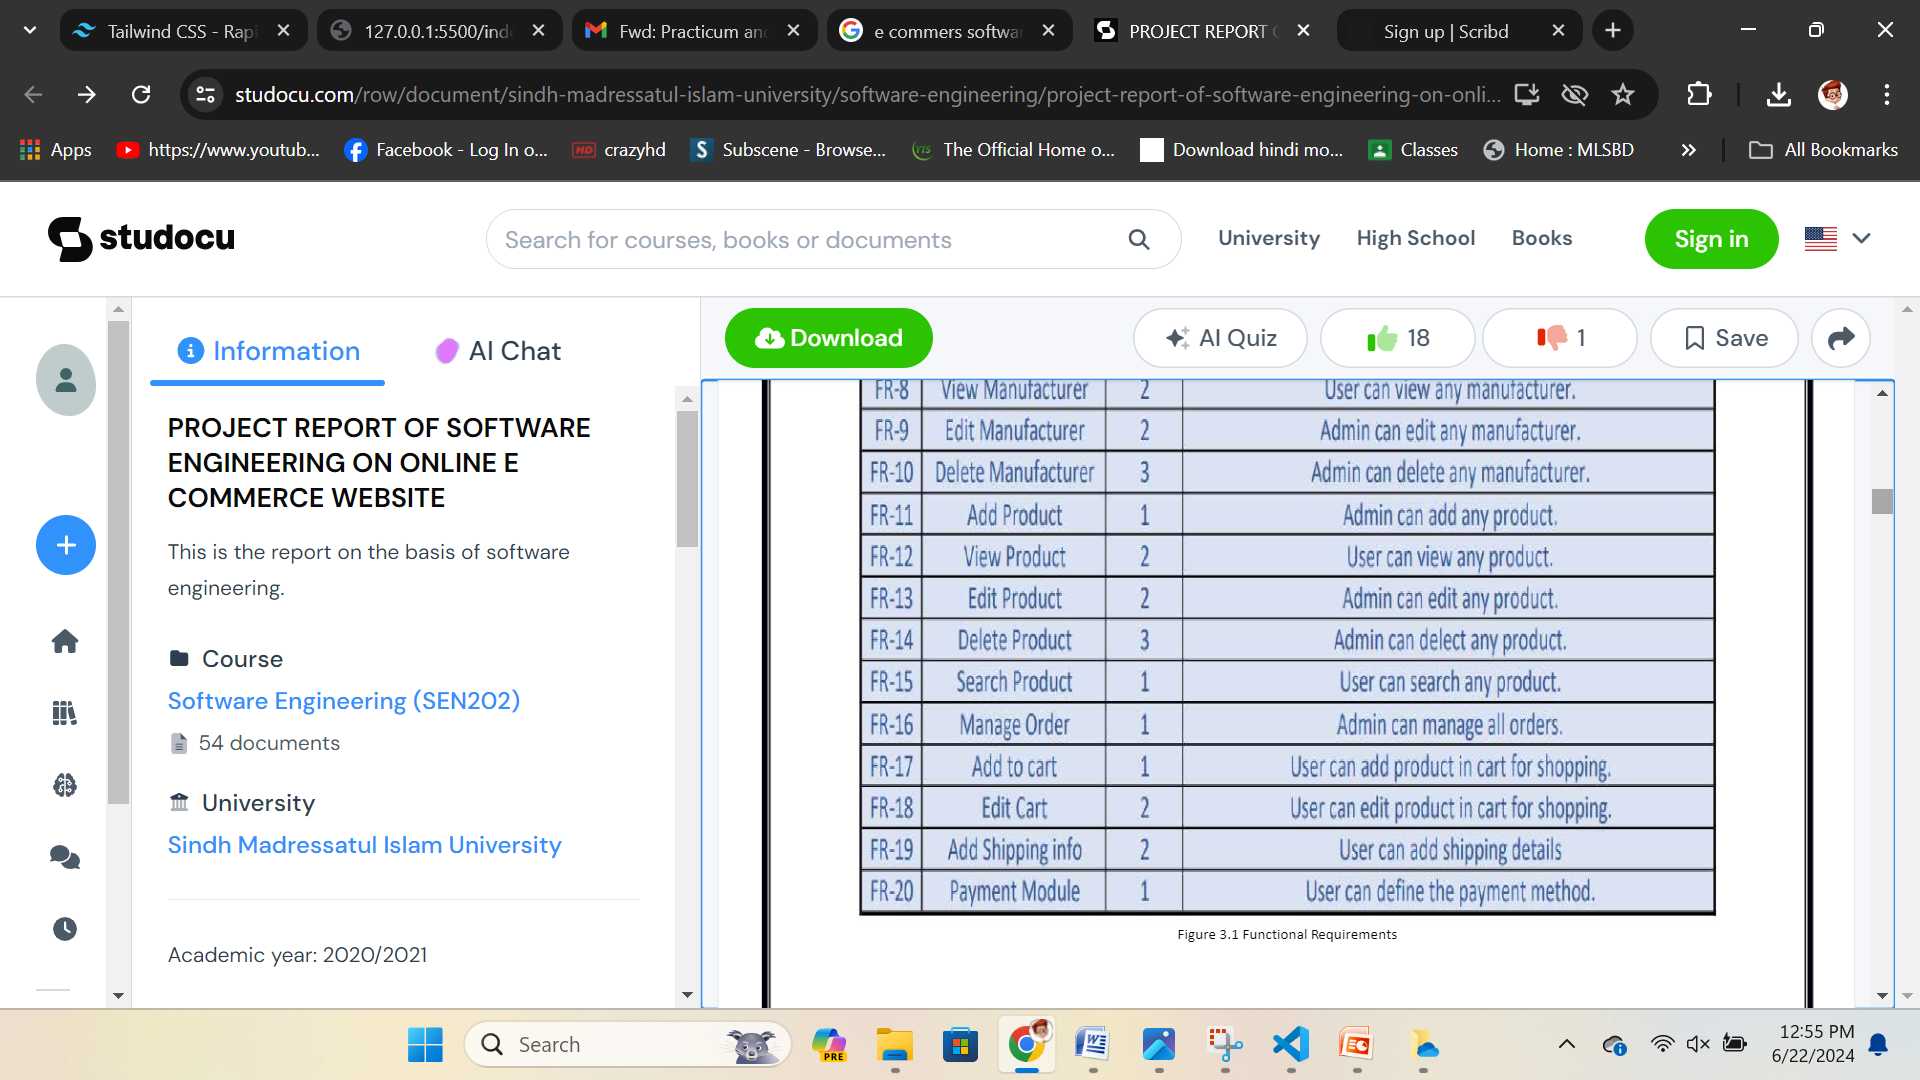 Tailwind CSS - Rapi
127.0.0.1:5500/inde
Fwd: Practicum an
e commers softwar
PROJECT REPORT O
Sign up | Scribd
studocu.com/row/document/sindh-madressatul-islam-university/software-engineering/project-report-of-software-engineering-on-onli...
Apps
https://www.youtub...
Facebook - Log In o...
HD crazyhd
S Subscene - Browse...
YTS The Official Home o...
Download hindi mo...
Classes
Home : MLSBD
»
All Bookmarks
studocu
Search for courses, books or documents
University
High School
Books
Sign in
Information
AI Chat
Download
AI Quiz
18
1
Save
PROJECT REPORT OF SOFTWARE
ENGINEERING ON ONLINE E
COMMERCE WEBSITE
This is the report on the basis of software
engineering.
Course
Software Engineering (SEN202)
54 documents
University
Sindh Madressatul Islam University
Academic year: 2020/2021
FR-8 View Manufacturer 2 User can view any manufacturer.
FR-9 Edit Manufacturer 2 Admin can edit any manufacturer.
FR-10 Delete Manufacturer 3 Admin can delete any manufacturer.
FR-11 Add Product 1 Admin can add any product.
FR-12 View Product 2 User can view any product.
FR-13 Edit Product 2 Admin can edit any product.
FR-14 Delete Product 3 Admin can delect any product.
FR-15 Search Product 1 User can search any product.
FR-16 Manage Order 1 Admin can manage all orders.
FR-17 Add to cart 1 User can add product in cart for shopping.
FR-18 Edit Cart 2 User can edit product in cart for shopping.
FR-19 Add Shipping info 2 User can add shipping details
FR-20 Payment Module 1 User can define the payment method.
Figure 3.1 Functional Requirements
Search
PRE
12:55 PM
6/22/2024